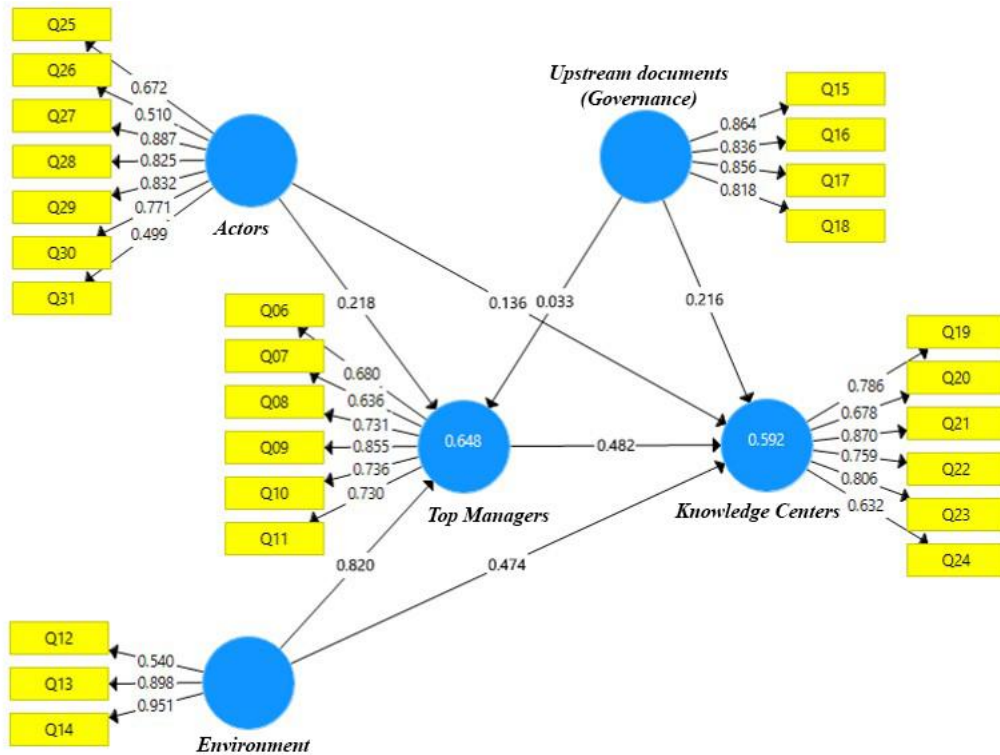 Q25
Q26
Q27
Q28
Q29
Q30
Q31
0.672
0.510
0.887
0.825
0.832
0.771
0.499
Actors
Upstream documents
(Governance)
0.864
0.836
0.856
0.818
Q15
Q16
Q17
Q18
0.218
0.136
0.033
0.216
Q06
Q07
Q08
Q09
Q10
Q11
0.680
0.636
0.731
0.855
0.736
0.730
0.648
Top Managers
0.482
0.592
Knowledge Centers
0.786
0.678
0.870
0.759
0.806
0.632
Q19
Q20
Q21
Q22
Q23
Q24
0.820
0.474
Q12
Q13
Q14
0.540
0.898
0.951
Environment